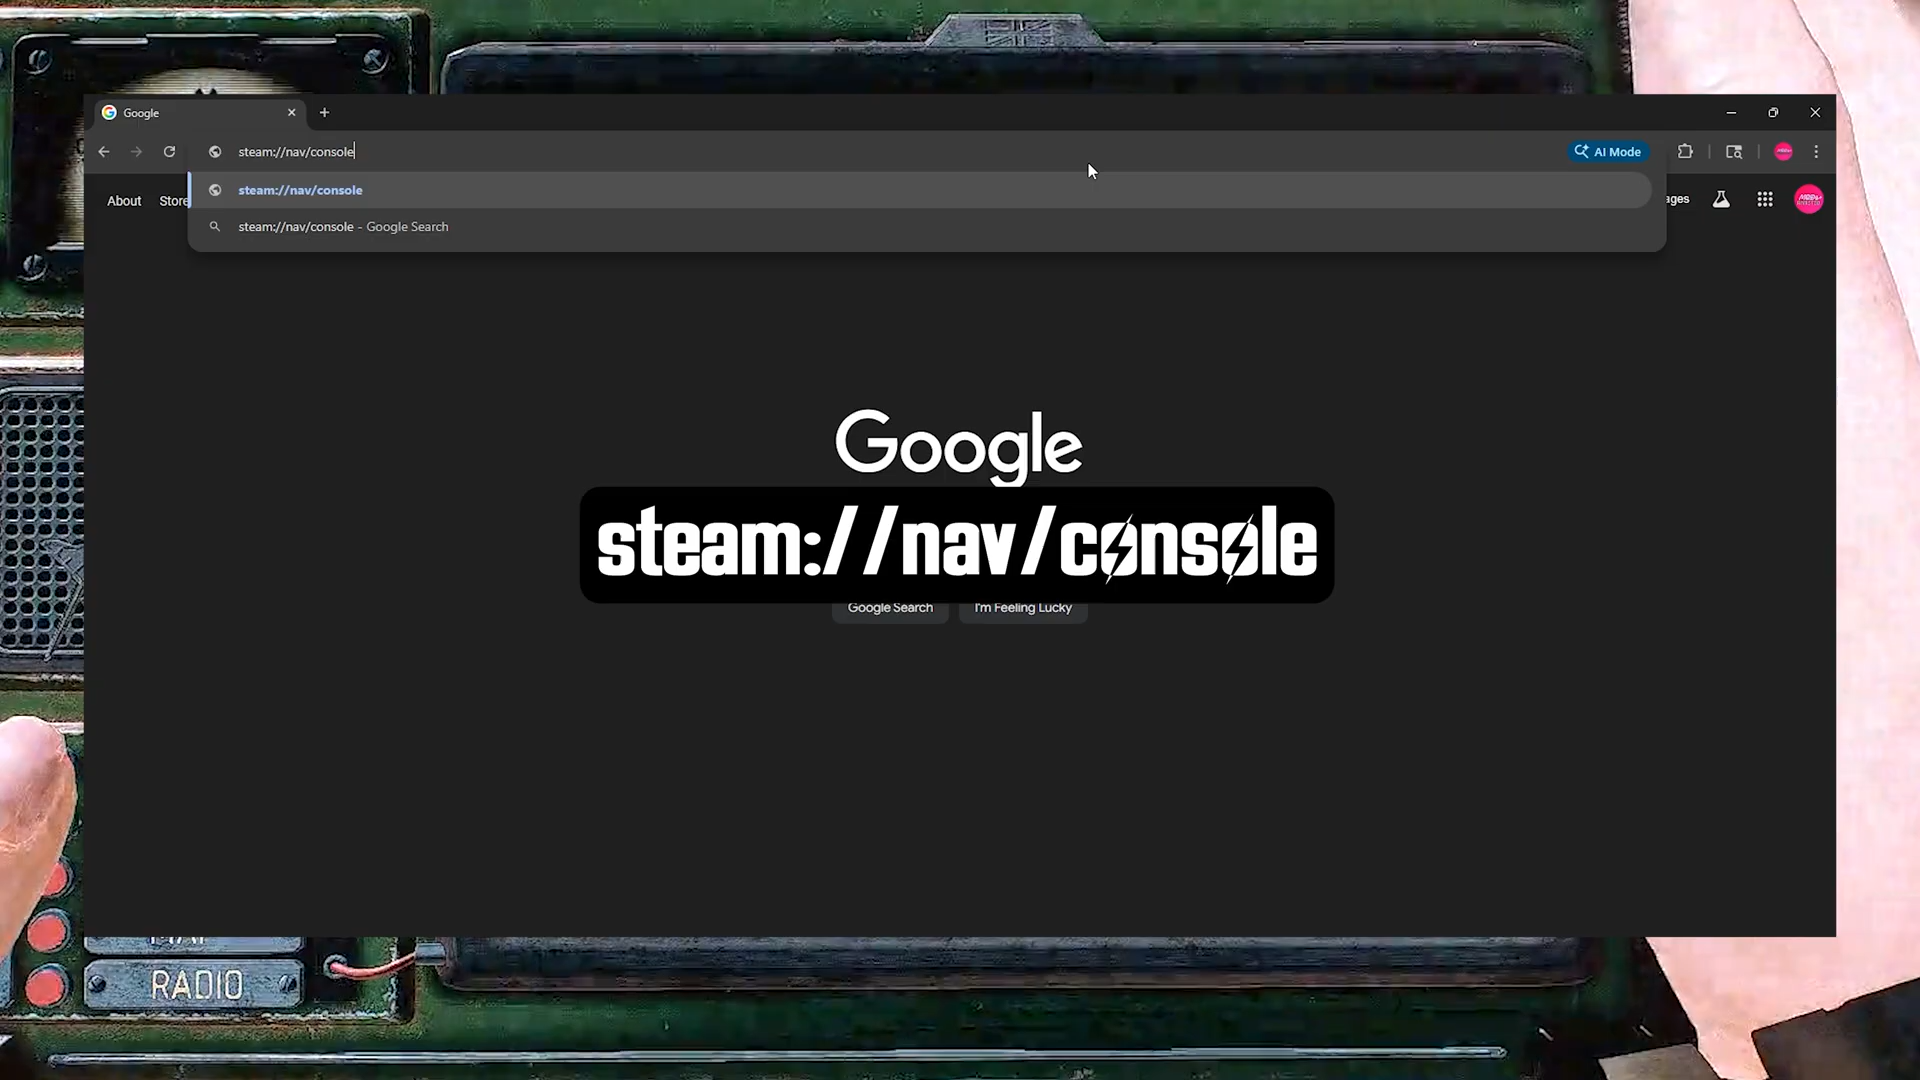 Google
steam://nav/console
AI Mode
steam://nav/console
steam://nav/console - Google Search
About
Store
ages
Google
steam://nav/console
Google Search
I'm Feeling Lucky
RADIO